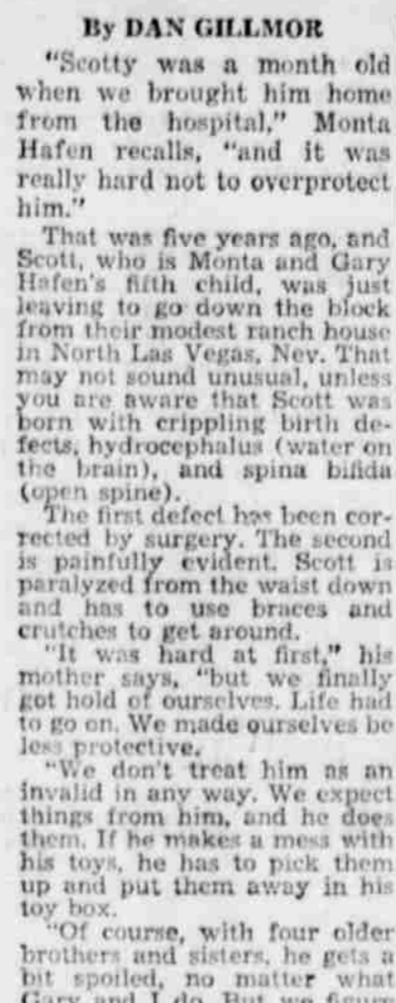 By DAN GILLMOR
"Scotty was a month old
when we brought him home
from the hospital," Monta
Hafen recalls, "and it was
really hard not to overprotect
him."
That was five years ago, and
Scott, who is Monta and Gary
Hafen's fifth child, was just
leaving to go down the block
from their modest ranch house
in North Las Vegas, Nev. That
may not sound unusual, unless
you are aware that Scott was
born with crippling birth de-
fects, hydrocephalus (water on
the brain), and spina bifida
(open spine).
The first defect has been cor-
rected by surgery. The second
is painfully evident. Scott is
paralyzed from the waist down
and has to use braces and
crutches to get around.
"It was hard at first," his
mother says, "but we finally
got hold of ourselves. Life had
to go on. We made ourselves be
less protective.
"We don't treat him as an
invalid in any way. We expect
things from him, and he does
them. If he makes a mess with
his toys, he has to pick them
up and put them away in his
toy box.
"Of course, with four older
brothers and sisters, he gets a
bit spoiled, no matter what
Gary and I do. But we figure